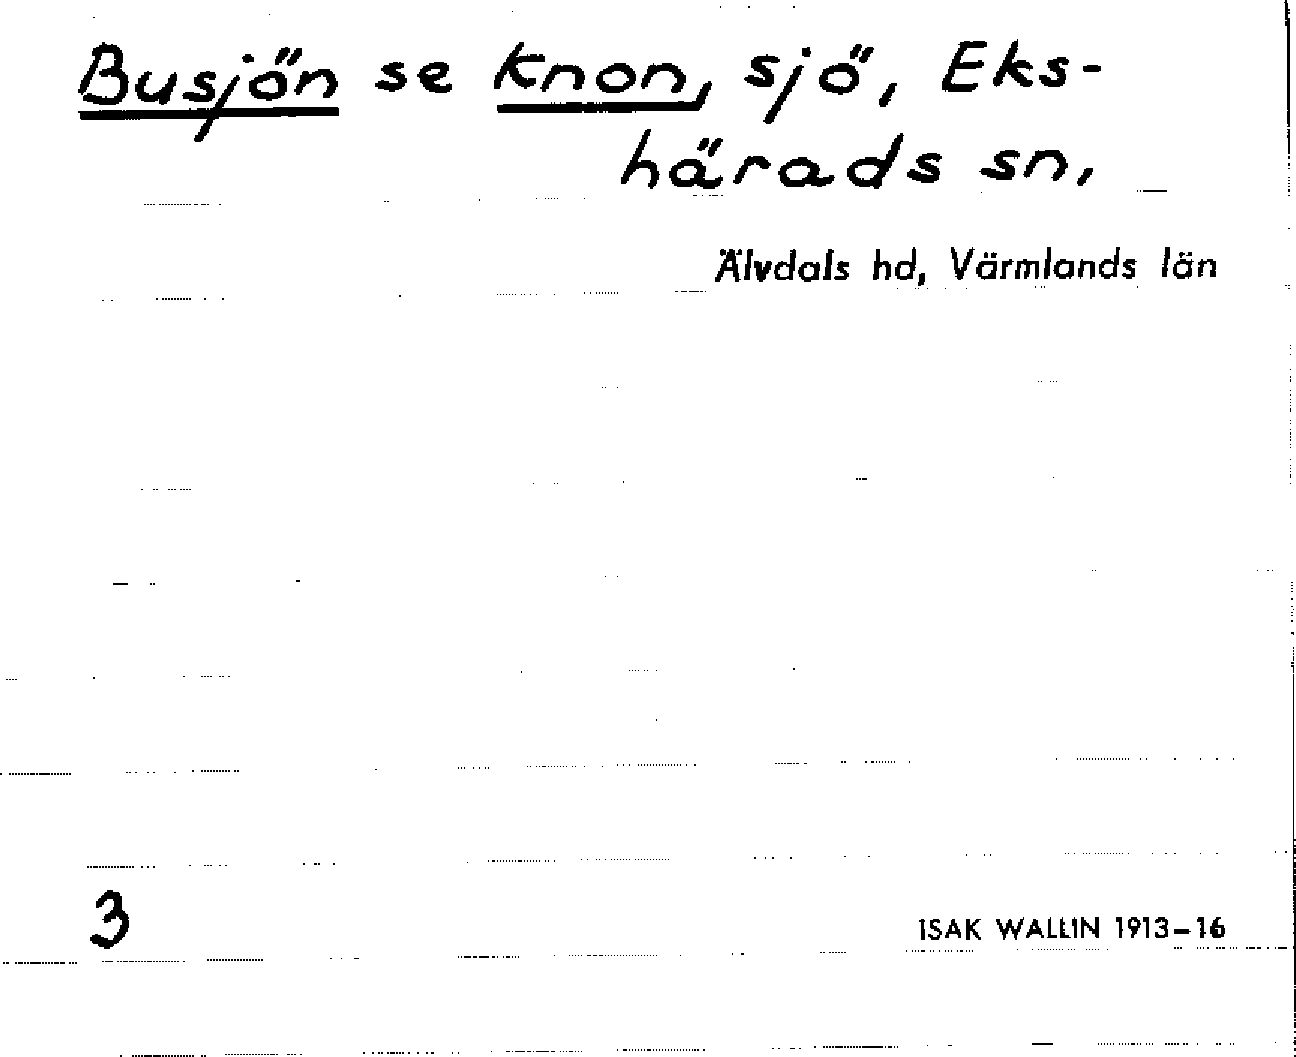 Busjön se Knon, sjö, Eks-
härads sn,
Älvdals hd, Värmlands län
3
ISAK WALLIN 1913-16